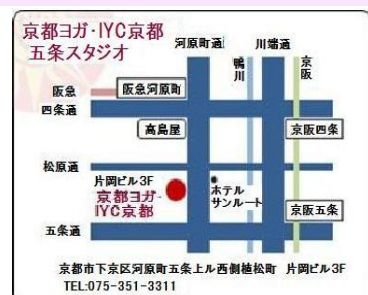 京都ヨガ・IYC京都
五条スタジオ
河原町通
川端通
鴨川
京阪
阪急
阪急河原町
四条通
高島屋
京阪四条
松原通
片岡ビル3F
京都ヨガ-
IYC京都
ホテル
サンルート
京阪五条
五条通
京都市下京区河原町五条上ル西側植松町 片岡ビル3F
TEL:075-351-3311